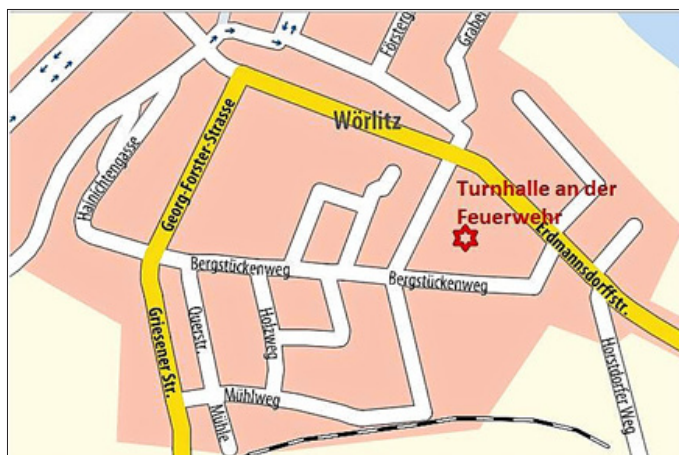 Försterg
Grabe
Wörlitz
Georg-Forster-Strasse
Hainichtengasse
Turnhalle an der
Feuerwehr
Erdmannsdorffstr.
Bergstückenweg
Bergstückenweg
Griesener Str.
Querstr.
Holzweg
Horstdorfer Weg
Mühlweg
Mühle